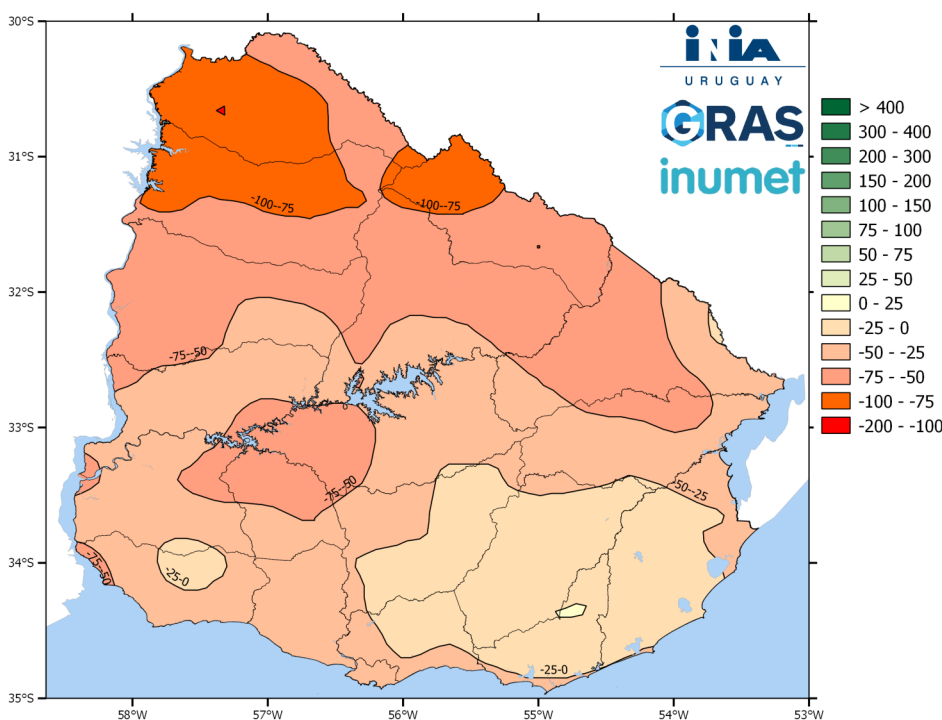 30°S
31°S
32°S
33°S
34°S
35°S
58°W
57°W
56°W
55°W
54°W
53°W
iNiA
URUGUAY
GRAS
inumet
> 400
300 - 400
200 - 300
150 - 200
100 - 150
75 - 100
50 - 75
25 - 50
0 - 25
-25 - 0
-50 - -25
-75 - -50
-100 - -75
-200 - -100
-100--75
-100--75
-75--50
-75--50
-50--25
-75--50
-25-0
-25-0